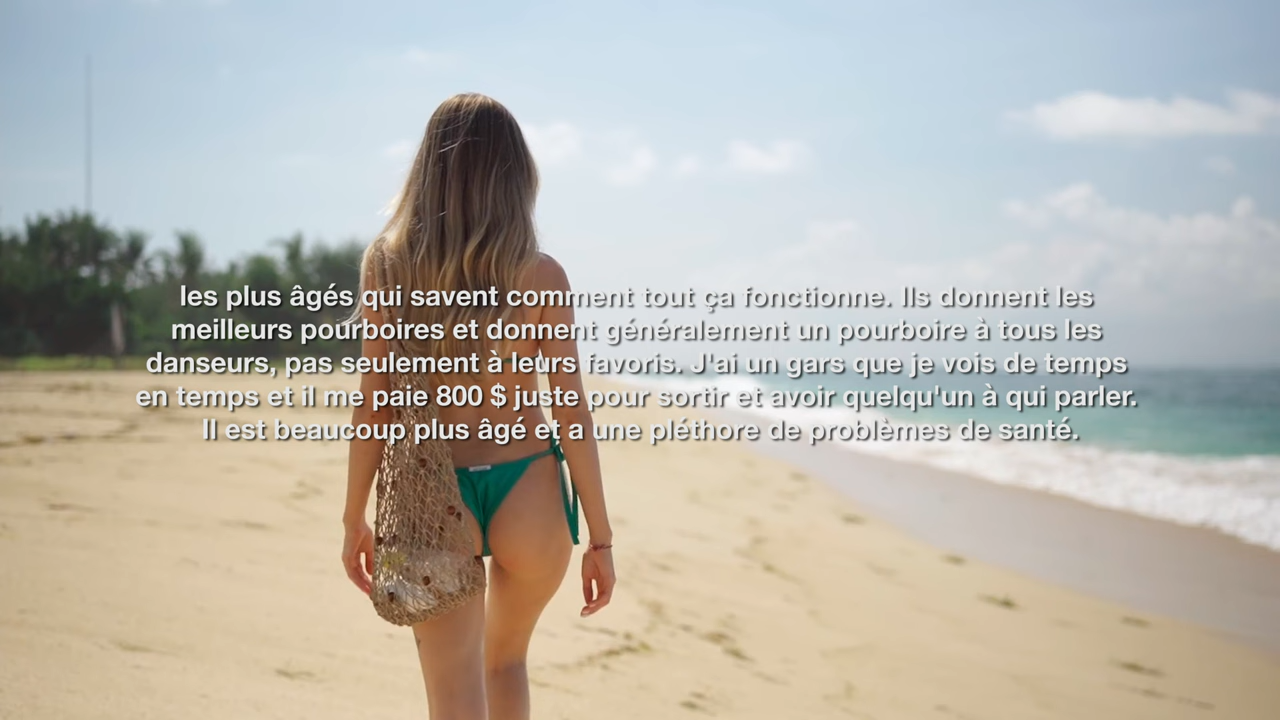 les plus âgés qui savent comment tout ça fonctionne. Ils donnent les
meilleurs pourboires et donnent généralement un pourboire à tous les
danseurs, pas seulement à leurs favoris. J'ai un gars que je vois de temps
en temps et il me paie 800 $ juste pour sortir et avoir quelqu'un à qui parler.
Il est beaucoup plus âgé et a une pléthore de problèmes de santé.